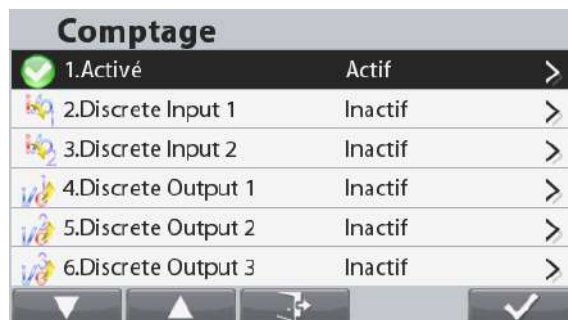 Comptage
1.Activé Actif
2.Discrete Input 1 Inactif
3.Discrete Input 2 Inactif
4.Discrete Output 1 Inactif
5.Discrete Output 2 Inactif
6.Discrete Output 3 Inactif